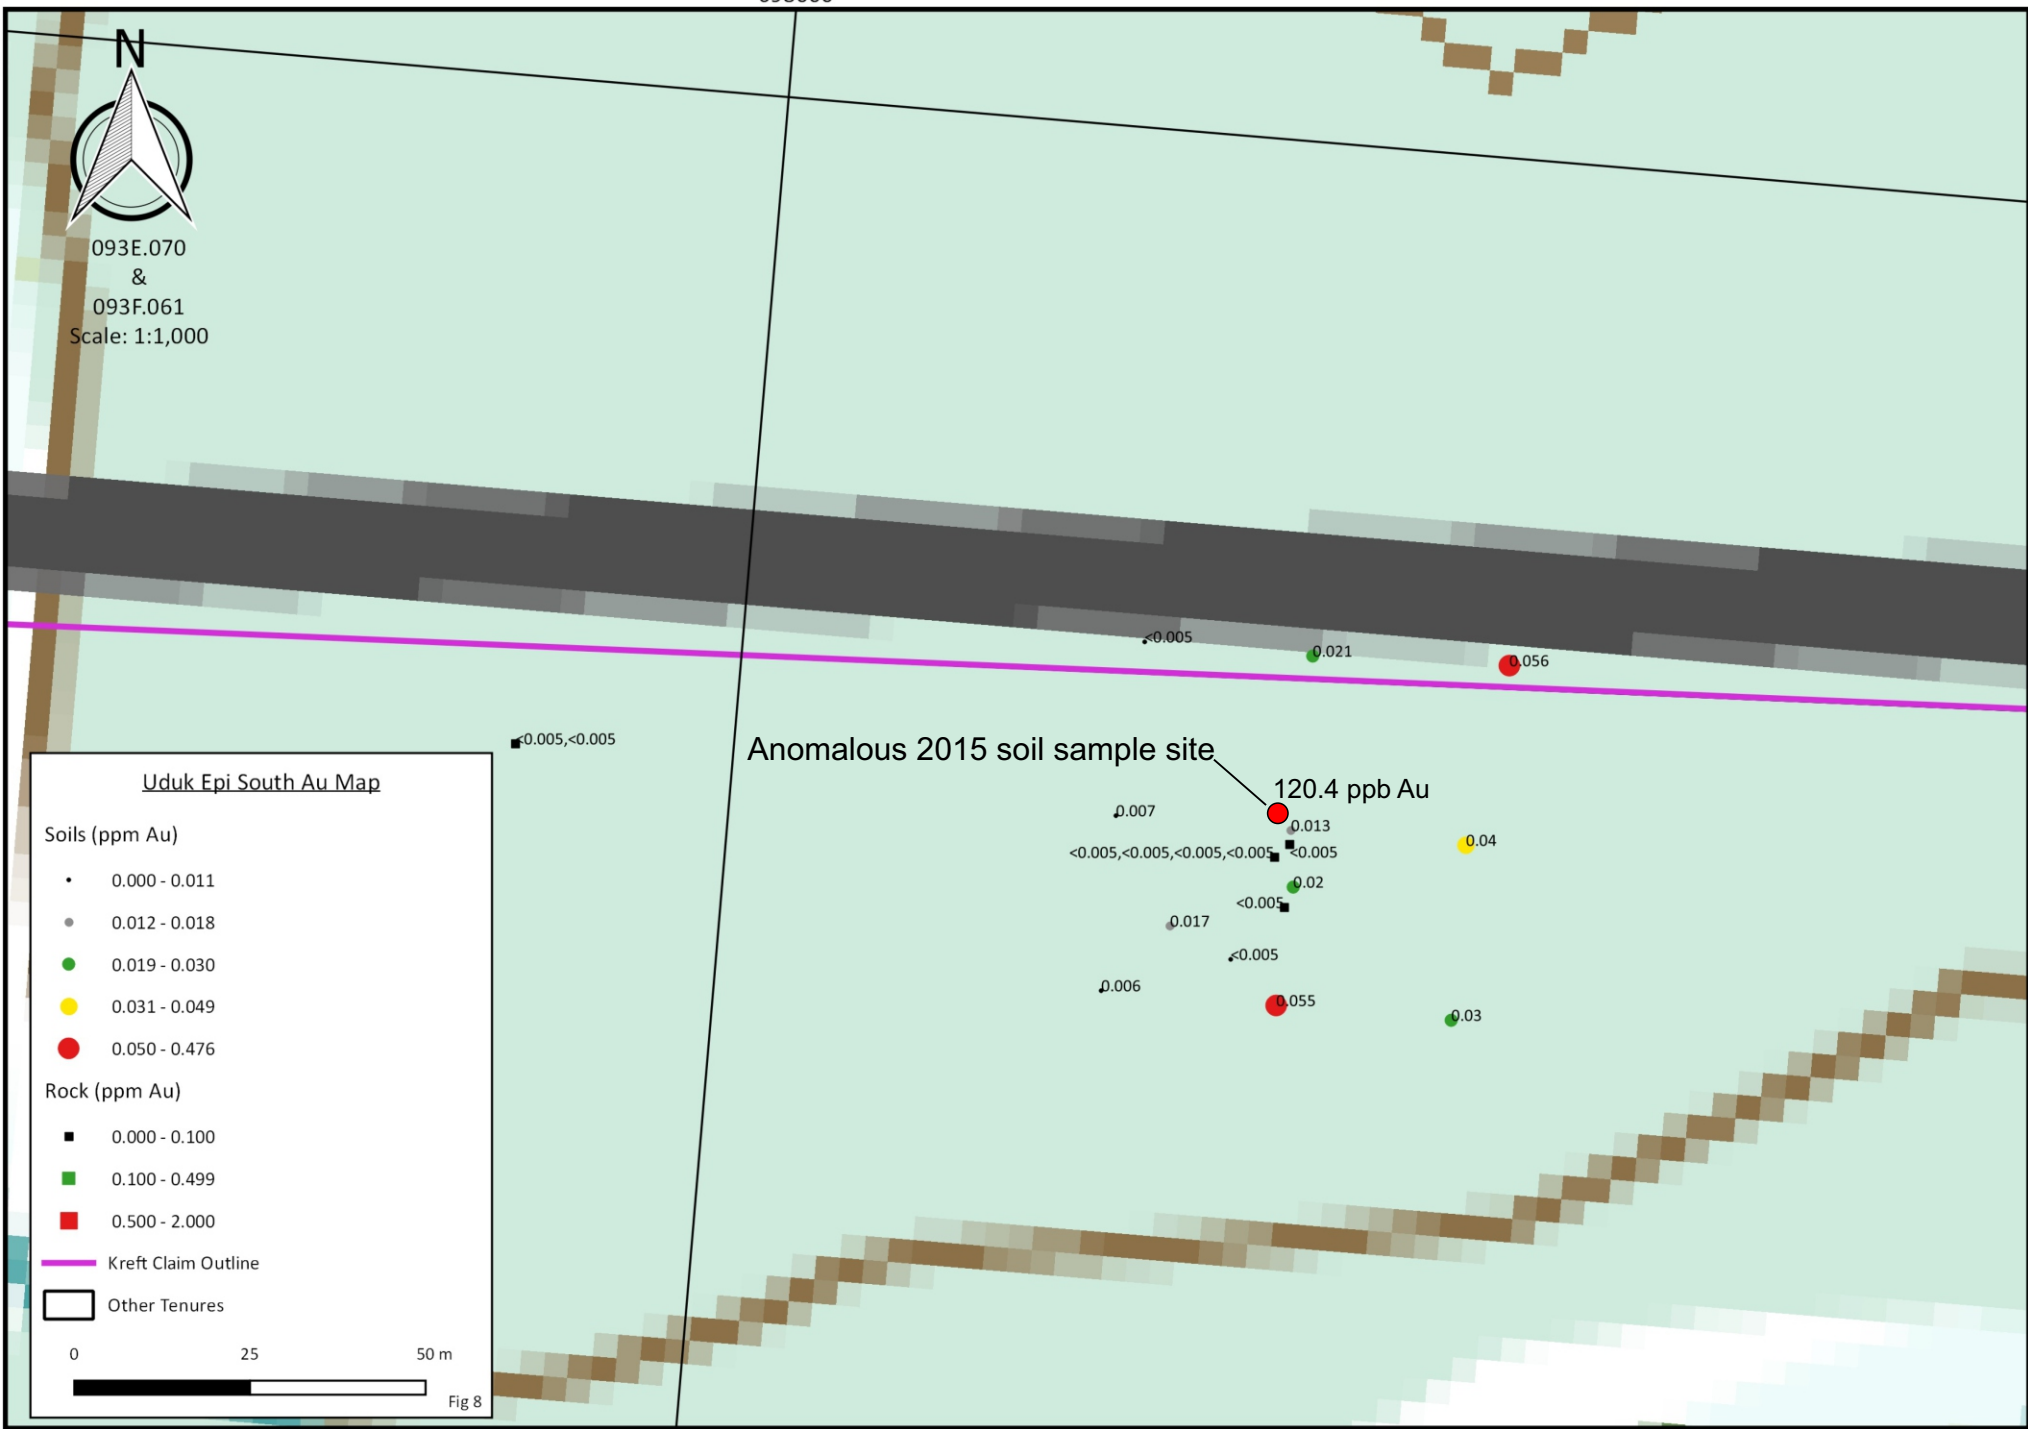 N
093E.070
&
093F.061
Scale: 1:1,000
<0.005
0.021
0.056
<0.005,<0.005
Anomalous 2015 soil sample site
120.4 ppb Au
0.007
0.013
0.04
<0.005,<0.005,<0.005,<0.005
<0.005
0.02
<0.005
0.017
<0.005
0.006
0.055
0.03
Uduk Epi South Au Map
Soils (ppm Au)
0.000 - 0.011
0.012 - 0.018
0.019 - 0.030
0.031 - 0.049
0.050 - 0.476
Rock (ppm Au)
0.000 - 0.100
0.100 - 0.499
0.500 - 2.000
Kreft Claim Outline
Other Tenures
0 25 50 m
Fig 8